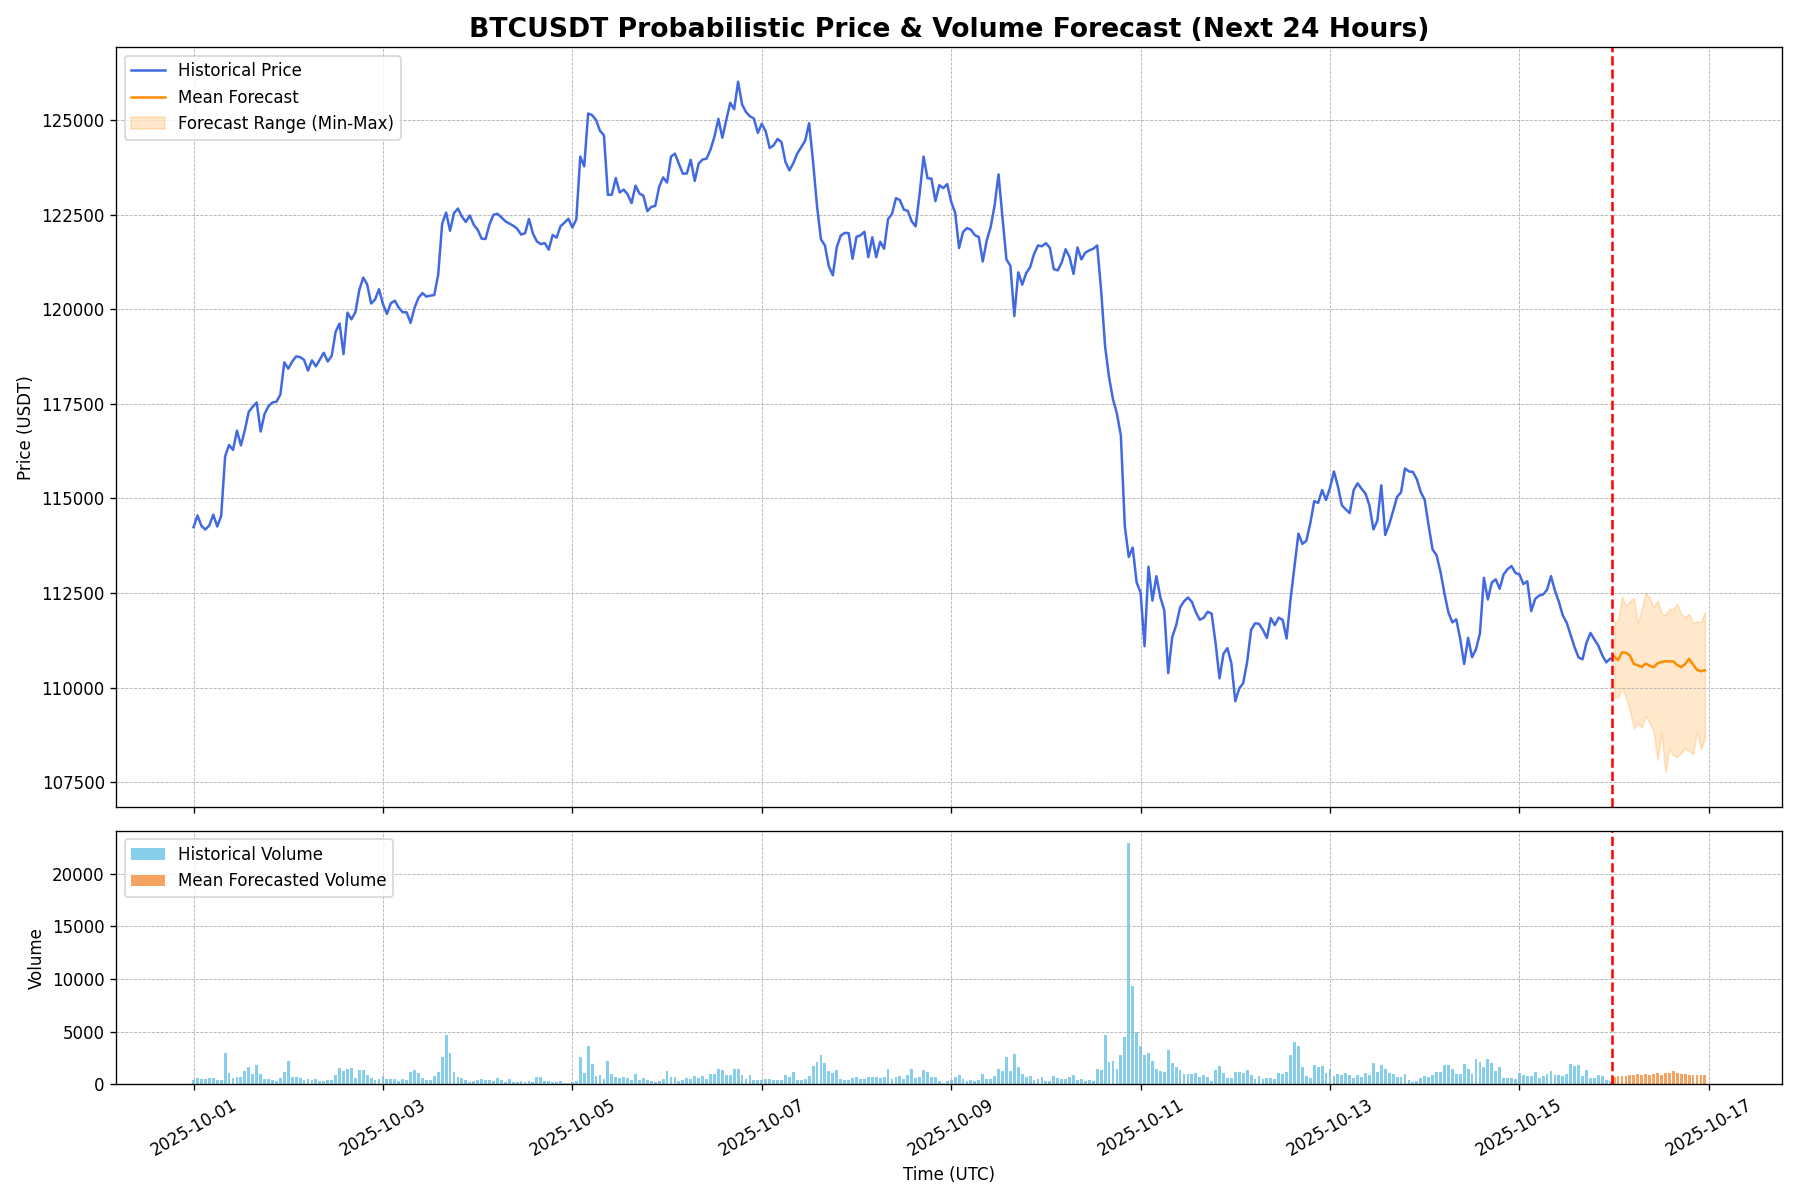 BTCUSDT Probabilistic Price & Volume Forecast (Next 24 Hours)
Historical Price
Mean Forecast
Forecast Range (Min-Max)
125000
122500
120000
117500
115000
112500
110000
107500
Price (USDT)
Historical Volume
Mean Forecasted Volume
20000
15000
10000
5000
0
Volume
2025-10-01
2025-10-03
2025-10-05
2025-10-07
2025-10-09
2025-10-11
2025-10-13
2025-10-15
2025-10-17
Time (UTC)